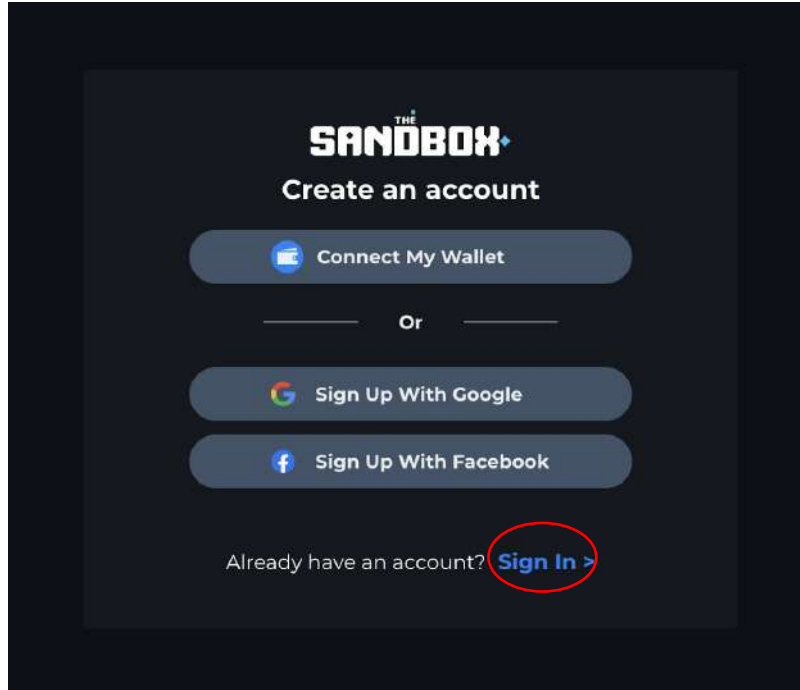 THE
SANDBOX
Create an account
Connect My Wallet
Or
Sign Up With Google
Sign Up With Facebook
Already have an account? Sign In >